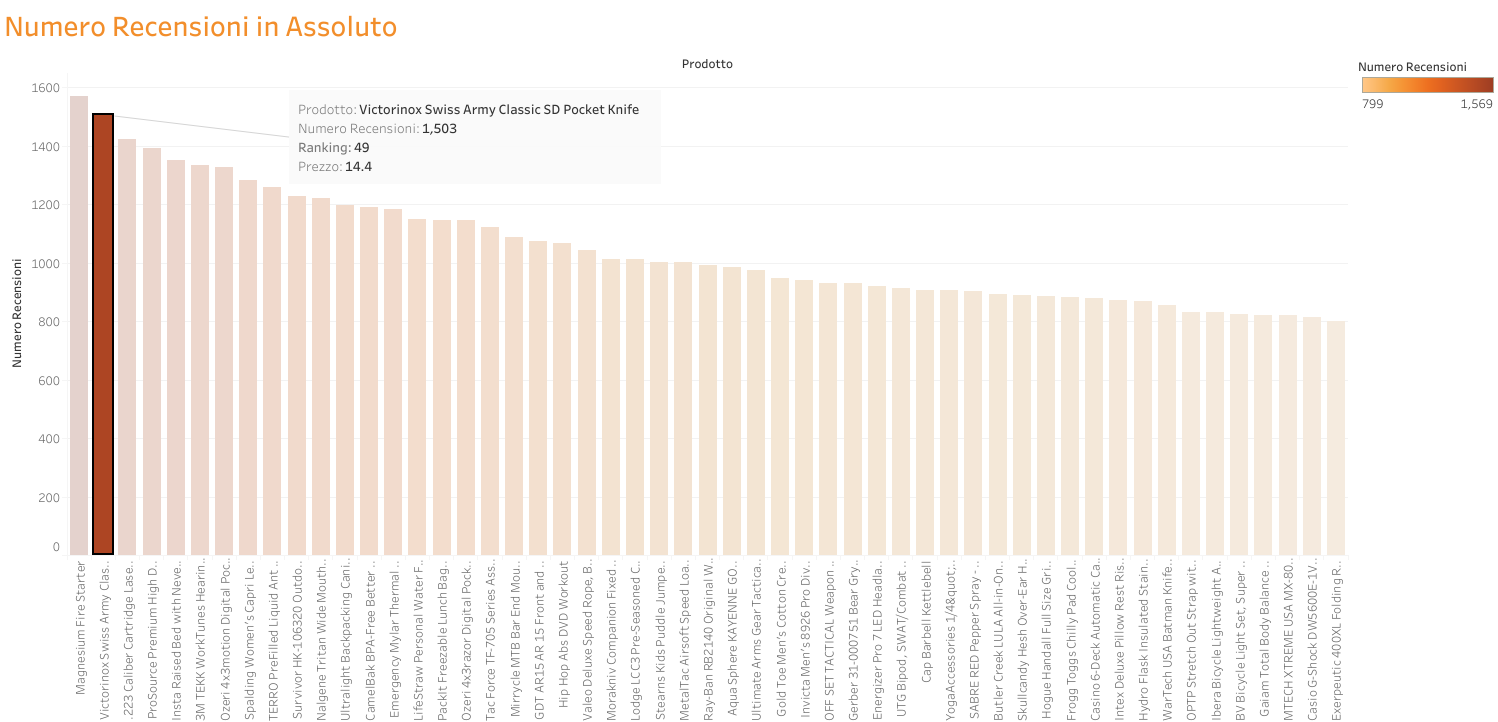 Numero Recensioni in Assoluto
Prodotto
Numero Recensioni
799
1,569
1600
1400
1200
1000
800
600
400
200
0
Numero Recensioni
Prodotto: Victorinox Swiss Army Classic SD Pocket Knife
Numero Recensioni: 1,503
Ranking: 49
Prezzo: 14.4
Magnesium Fire Starter
Victorinox Swiss Army Clas..
.223 Caliber Cartridge Lase..
ProSource Premium High D..
Insta Raised Bed with Neve..
3M TEKK WorkTunes Hearin..
Ozeri 4x3motion Digital Poc..
Spalding Women's Capri Le..
TERRO PreFilled Liquid Ant ..
Survivor HK-106320 Outdo..
Nalgene Tritan Wide Mouth..
Ultralight Backpacking Cani..
CamelBak BPA-Free Better ..
Emergency Mylar Thermal ..
LifeStraw Personal Water F..
PackIt Freezable Lunch Bag..
Ozeri 4x3razor Digital Pock..
Tac Force TF-705 Series Ass..
Mirrycle MTB Bar End Mou..
GDT AR15 AR 15 Front and ..
Hip Hop Abs DVD Workout
Valeo Deluxe Speed Rope, B..
Morakniv Companion Fixed ..
Lodge LCC3 Pre-Seasoned C..
Stearns Kids Puddle Jumpe..
MetalTac Airsoft Speed Loa..
Ray-Ban RB2140 Original W..
Aqua Sphere KAYENNE GO..
Ultimate Arms Gear Tactica..
Gold Toe Men's Cotton Cre..
Invicta Men's 8926 Pro Div..
OFF SET TACTICAL Weapon ..
Gerber 31-000751 Bear Gry..
Energizer Pro 7 LED Headla..
UTG Bipod, SWAT/Combat ..
Cap Barbell Kettlebell
YogaAccessories 1/4&quot;..
SABRE RED Pepper Spray - ..
Butler Creek LULA All-in-On..
Skullcandy Hesh Over-Ear H..
Hogue Handall Full Size Gri..
Frogg Toggs Chilly Pad Cool..
Casino 6-Deck Automatic Ca..
Intex Deluxe Pillow Rest Ris..
Hydro Flask Insulated Stain..
WarTech USA Batman Knife..
OPTP Stretch Out Strap wit..
Ibera Bicycle Lightweight A..
BV Bicycle Light Set, Super ..
Gaiam Total Body Balance ..
MTECH XTREME USA MX-80..
Casio G-Shock DW5600E-1V..
Exerpeutic 400XL Folding R..